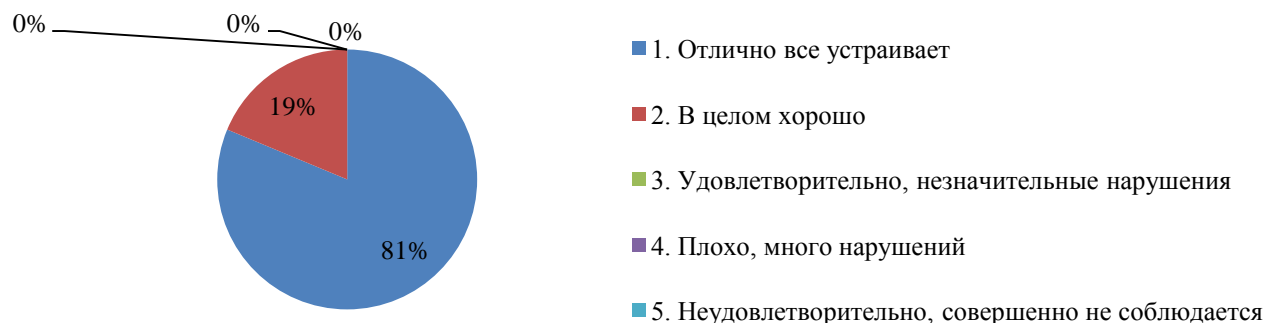 0%
0%
0%
19%
81%
1. Отлично все устраивает
2. В целом хорошо
3. Удовлетворительно, незначительные нарушения
4. Плохо, много нарушений
5. Неудовлетворительно, совершенно не соблюдается